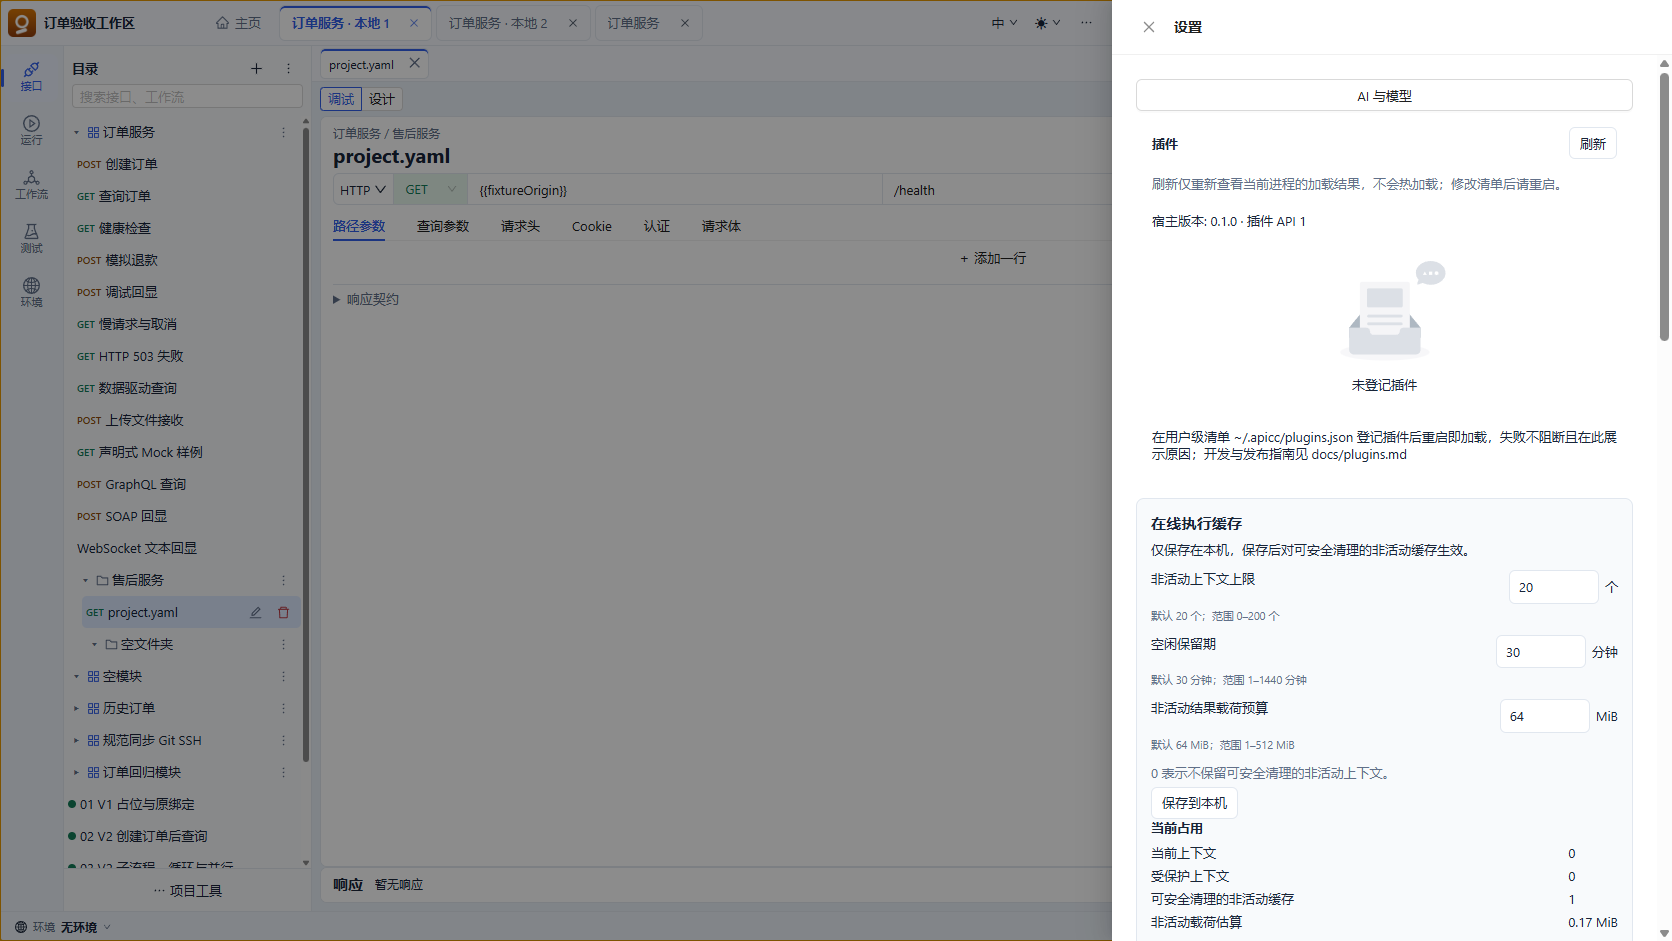 订单验收工作区
主页
订单服务 · 本地 1
订单服务 · 本地 2
订单服务
中
设置
接口
运行
工作流
测试
环境
目录
搜索接口、工作流
订单服务
POST 创建订单
GET 查询订单
GET 健康检查
POST 模拟退款
POST 调试回显
GET 慢请求与取消
GET HTTP 503 失败
GET 数据驱动查询
POST 上传文件接收
GET 声明式 Mock 样例
POST GraphQL 查询
POST SOAP 回显
WebSocket 文本回显
售后服务
GET project.yaml
空文件夹
空模块
历史订单
规范同步 Git SSH
订单回归模块
01 V1 占位与原绑定
02 V2 创建订单后查询
03 V2 子流程、循环与并行
··· 项目工具
环境 无环境
project.yaml
调试
设计
订单服务 / 售后服务
project.yaml
HTTP
GET
{{fixtureOrigin}}
/health
路径参数
查询参数
请求头
Cookie
认证
请求体
+ 添加一行
响应契约
响应 暂无响应
AI 与模型
插件
刷新
刷新仅重新查看当前进程的加载结果，不会热加载；修改清单后请重启。
宿主版本: 0.1.0 · 插件 API 1
未登记插件
在用户级清单 ~/.apicc/plugins.json 登记插件后重启即加载，失败不阻断且在此展
示原因；开发与发布指南见 docs/plugins.md
在线执行缓存
仅保存在本机，保存后对可安全清理的非活动缓存生效。
非活动上下文上限
20 个
默认 20 个；范围 0–200 个
空闲保留期
30 分钟
默认 30 分钟；范围 1–1440 分钟
非活动结果载荷预算
64 MiB
默认 64 MiB；范围 1–512 MiB
0 表示不保留可安全清理的非活动上下文。
保存到本机
当前占用
当前上下文 0
受保护上下文 0
可安全清理的非活动缓存 1
非活动载荷估算 0.17 MiB